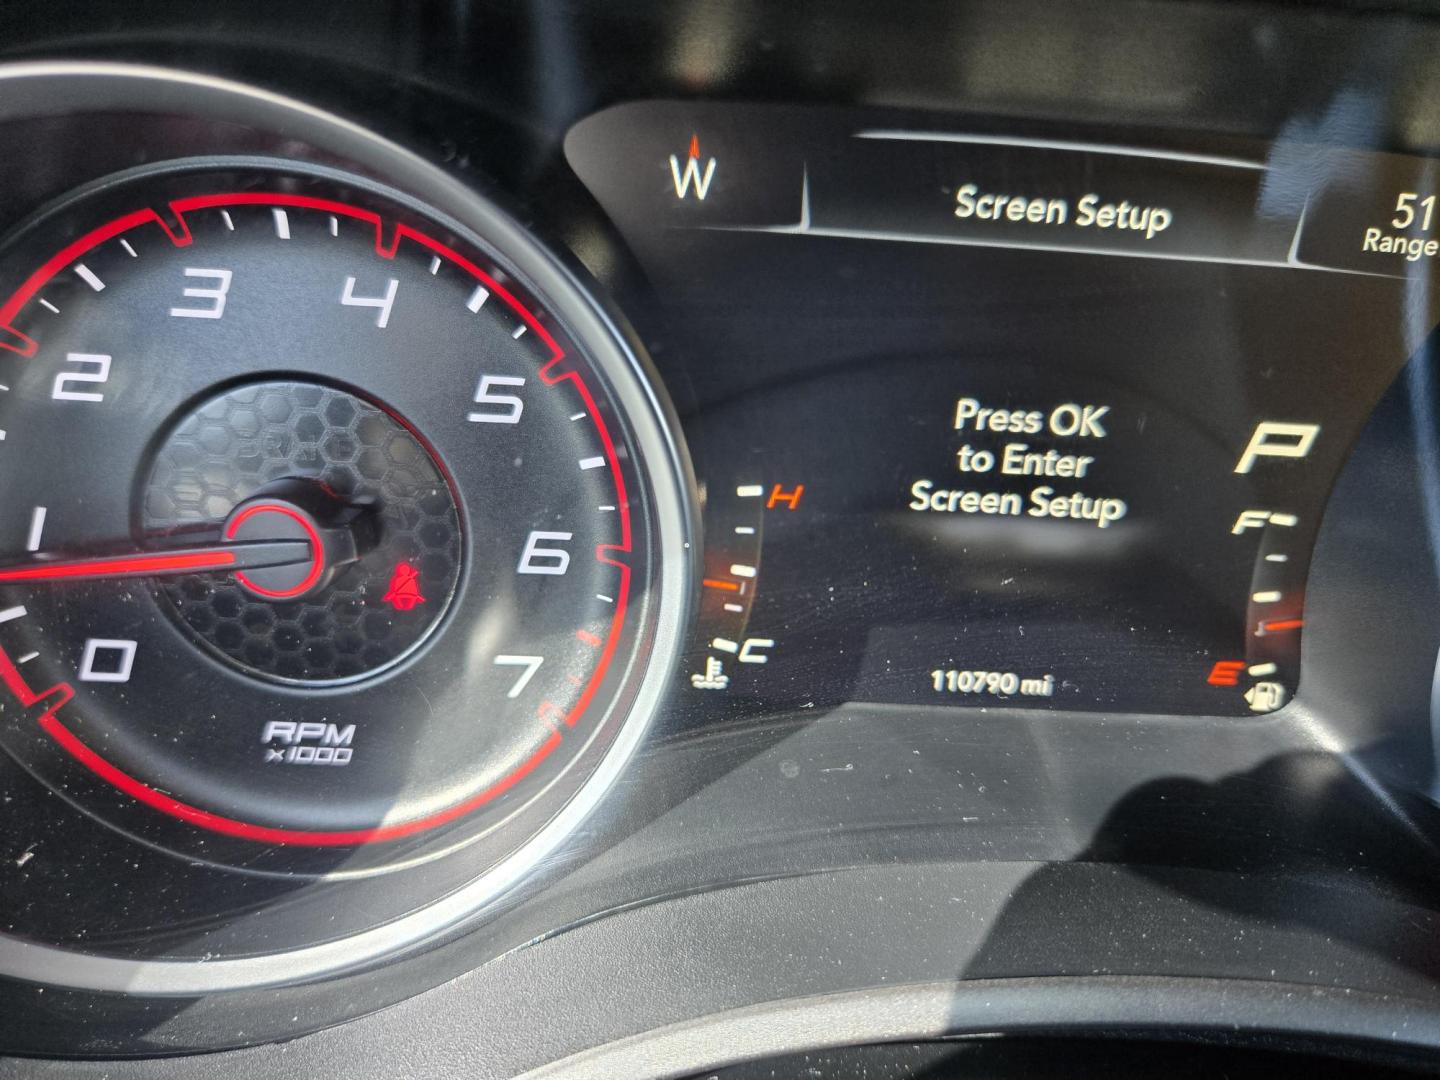 W
Screen Setup
51
Range
3
4
2
5
1
6
0
7
RPM
x1000
BRAKE
Press OK
to Enter
Screen Setup
P
H
C
F
E
110790 mi